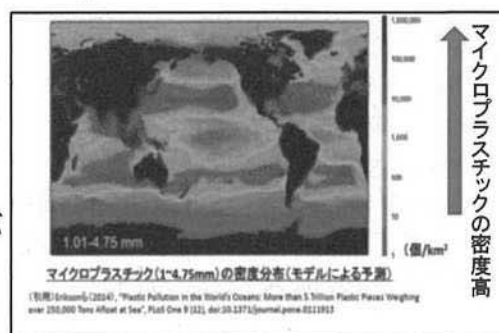 1,000,000
100,000
10,000
1,000
100
10
1
(個/km²
1.01-4.75 mm
マイクロプラスチックの密度高
マイクロプラスチック(1~4.75mm)の密度分布(モデルによる予測)
(引用) Eriksenら(2014), "Plastic Pollution in the World's Oceans: More than 5 Trillion Plastic Pieces Weighing
over 250,000 Tons Afloat at Sea", PLoS One 9 (12), doi:10.1371/journal.pone.0111913